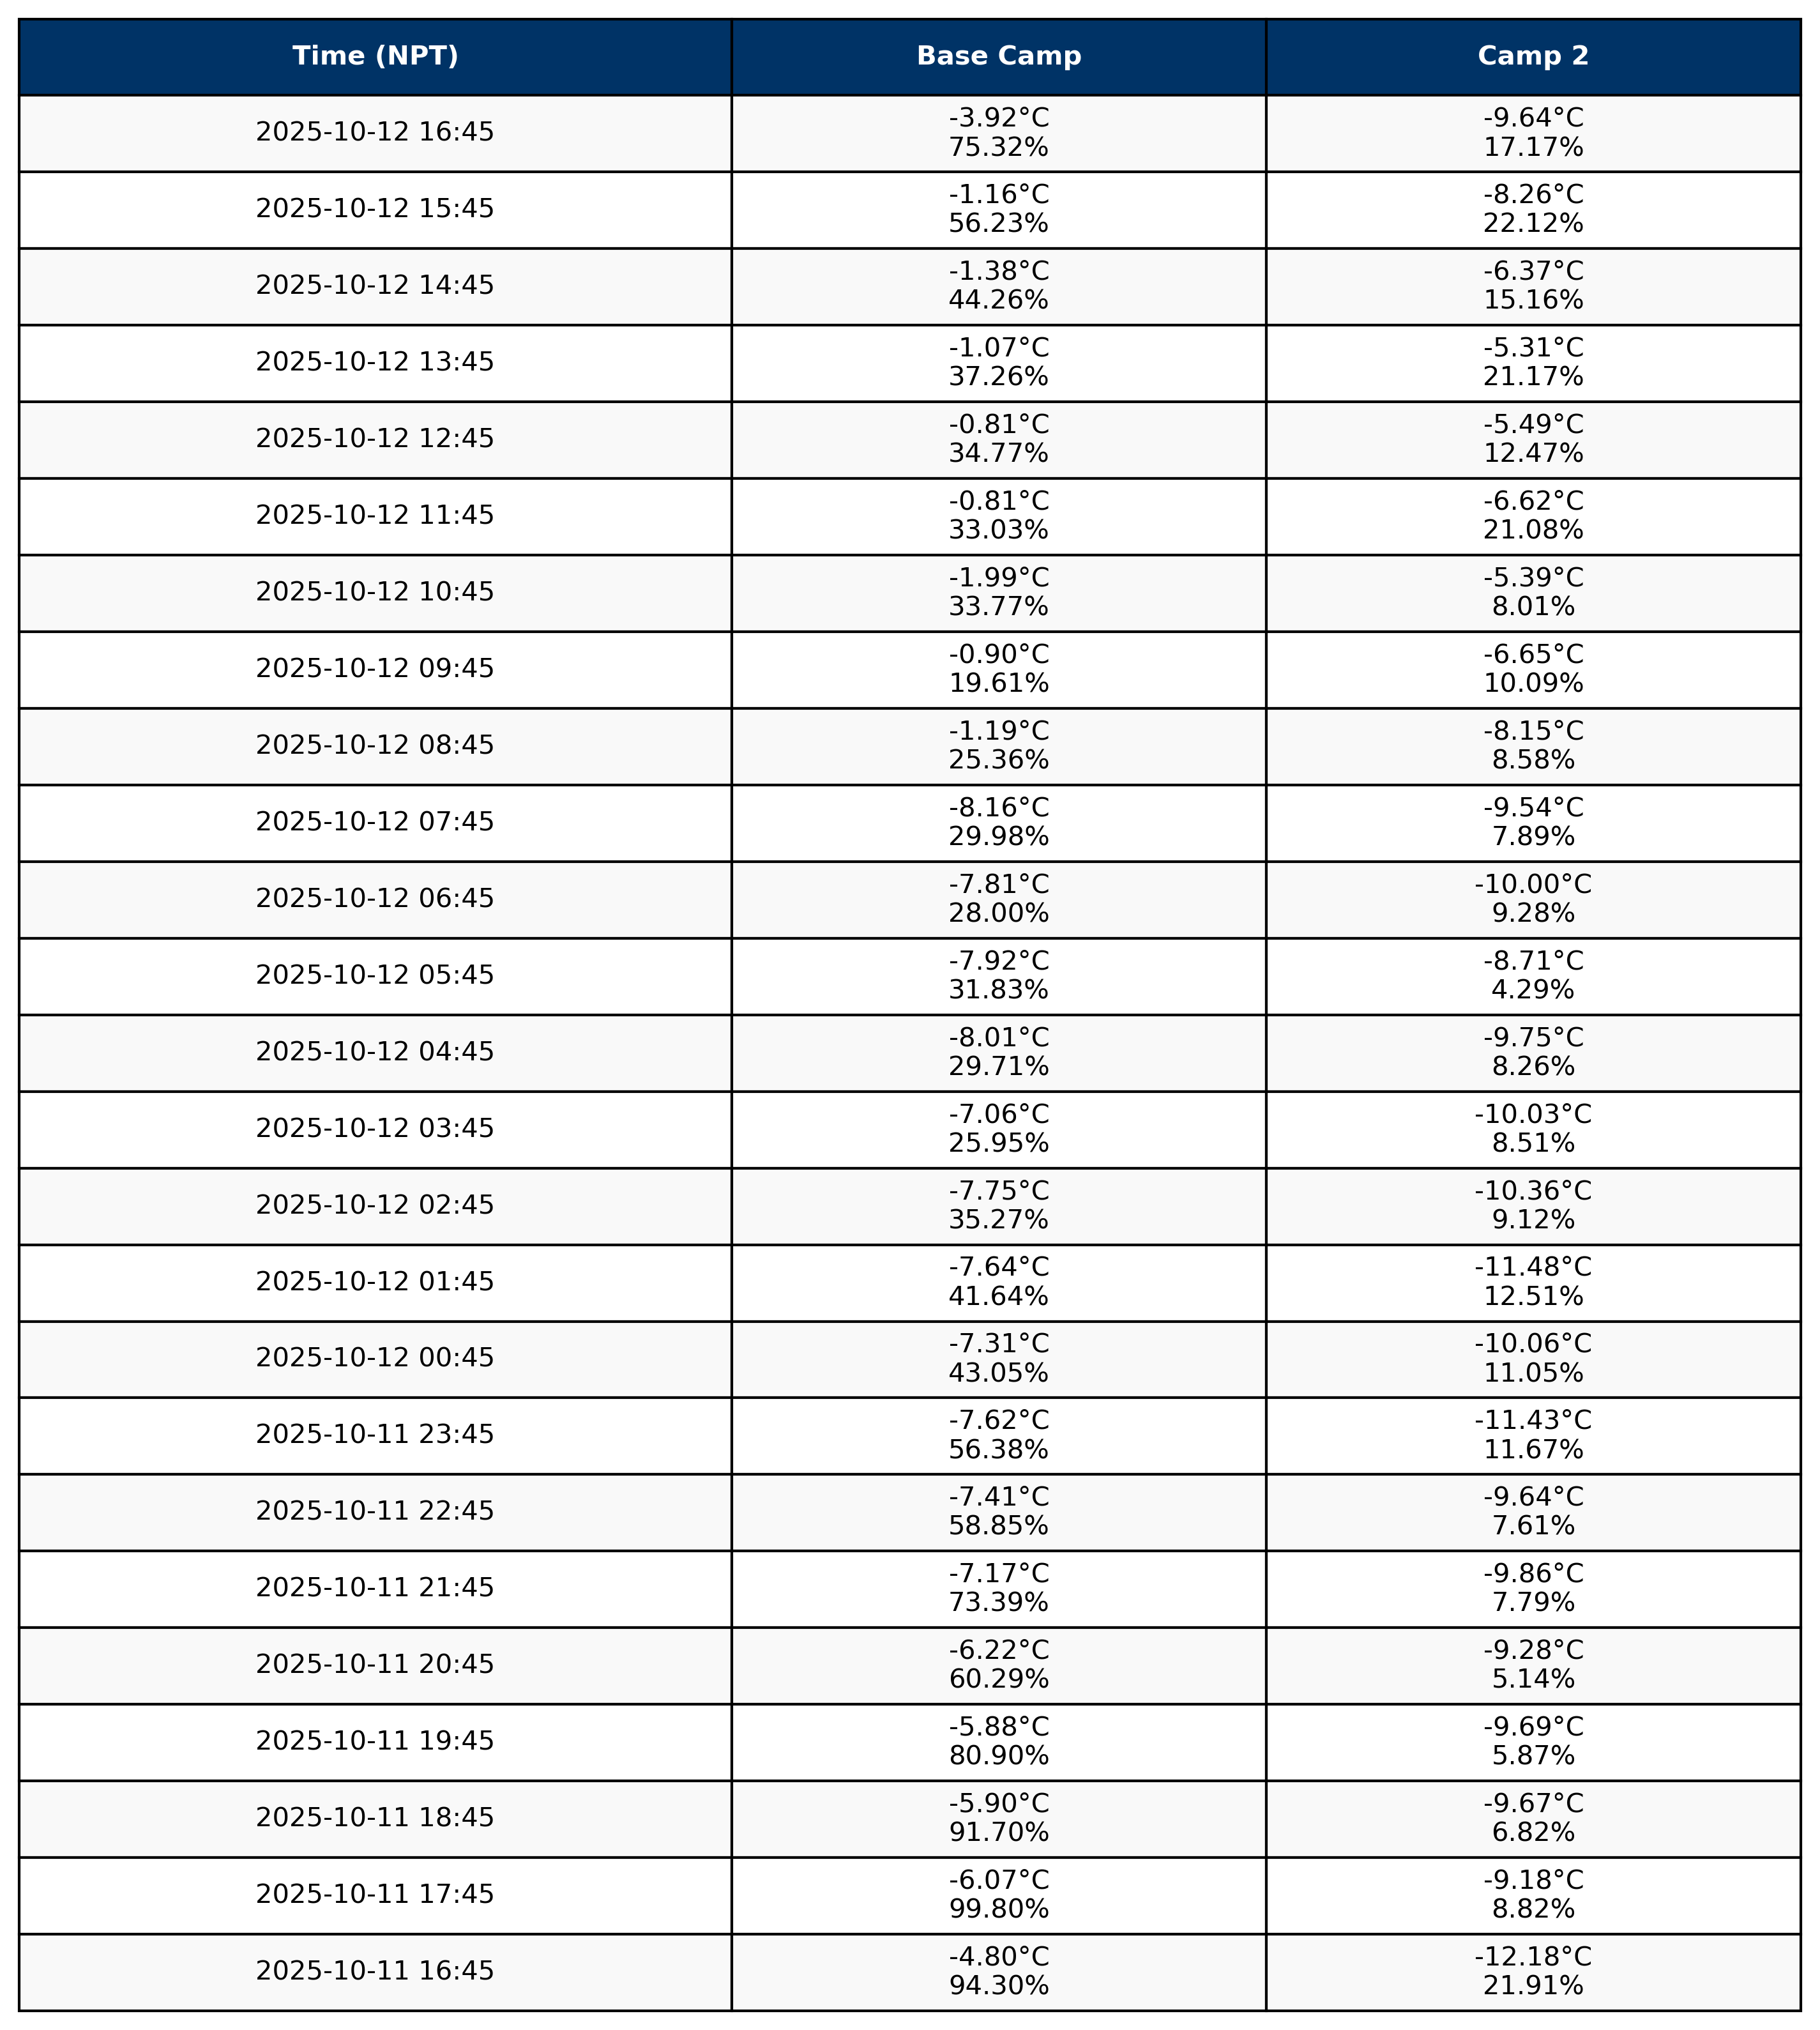 Time (NPT) Base Camp Camp 2
2025-10-12 16:45 -3.92°C -9.64°C
75.32% 17.17%
2025-10-12 15:45 -1.16°C -8.26°C
56.23% 22.12%
2025-10-12 14:45 -1.38°C -6.37°C
44.26% 15.16%
2025-10-12 13:45 -1.07°C -5.31°C
37.26% 21.17%
2025-10-12 12:45 -0.81°C -5.49°C
34.77% 12.47%
2025-10-12 11:45 -0.81°C -6.62°C
33.03% 21.08%
2025-10-12 10:45 -1.99°C -5.39°C
33.77% 8.01%
2025-10-12 09:45 -0.90°C -6.65°C
19.61% 10.09%
2025-10-12 08:45 -1.19°C -8.15°C
25.36% 8.58%
2025-10-12 07:45 -8.16°C -9.54°C
29.98% 7.89%
2025-10-12 06:45 -7.81°C -10.00°C
28.00% 9.28%
2025-10-12 05:45 -7.92°C -8.71°C
31.83% 4.29%
2025-10-12 04:45 -8.01°C -9.75°C
29.71% 8.26%
2025-10-12 03:45 -7.06°C -10.03°C
25.95% 8.51%
2025-10-12 02:45 -7.75°C -10.36°C
35.27% 9.12%
2025-10-12 01:45 -7.64°C -11.48°C
41.64% 12.51%
2025-10-12 00:45 -7.31°C -10.06°C
43.05% 11.05%
2025-10-11 23:45 -7.62°C -11.43°C
56.38% 11.67%
2025-10-11 22:45 -7.41°C -9.64°C
58.85% 7.61%
2025-10-11 21:45 -7.17°C -9.86°C
73.39% 7.79%
2025-10-11 20:45 -6.22°C -9.28°C
60.29% 5.14%
2025-10-11 19:45 -5.88°C -9.69°C
80.90% 5.87%
2025-10-11 18:45 -5.90°C -9.67°C
91.70% 6.82%
2025-10-11 17:45 -6.07°C -9.18°C
99.80% 8.82%
2025-10-11 16:45 -4.80°C -12.18°C
94.30% 21.91%